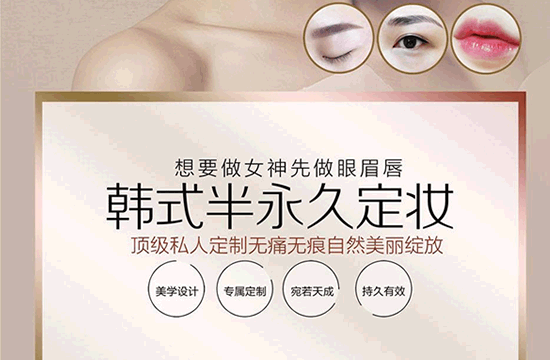 想要做女神先做眼眉唇
韩式半永久定妆
顶级私人定制无痛无痕自然美丽绽放
美学设计 专属定制 宛若天成 持久有效